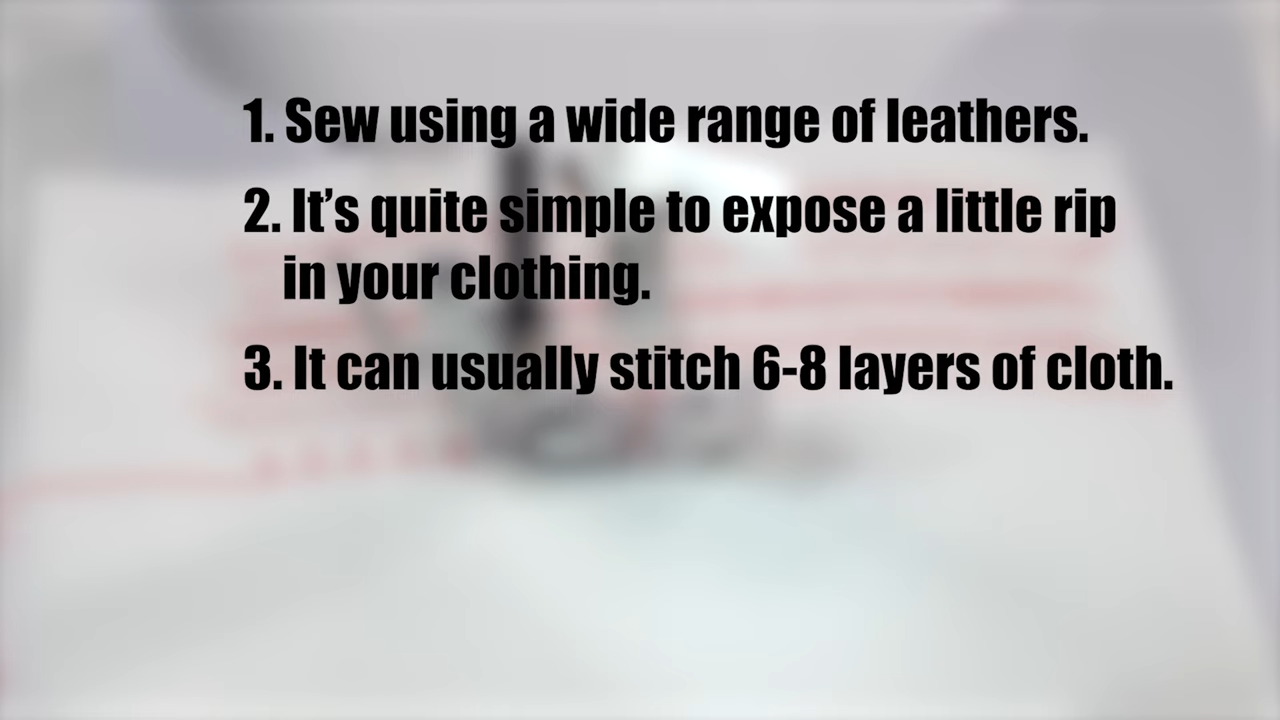 1. Sew using a wide range of leathers.
2. It’s quite simple to expose a little rip
in your clothing.
3. It can usually stitch 6-8 layers of cloth.